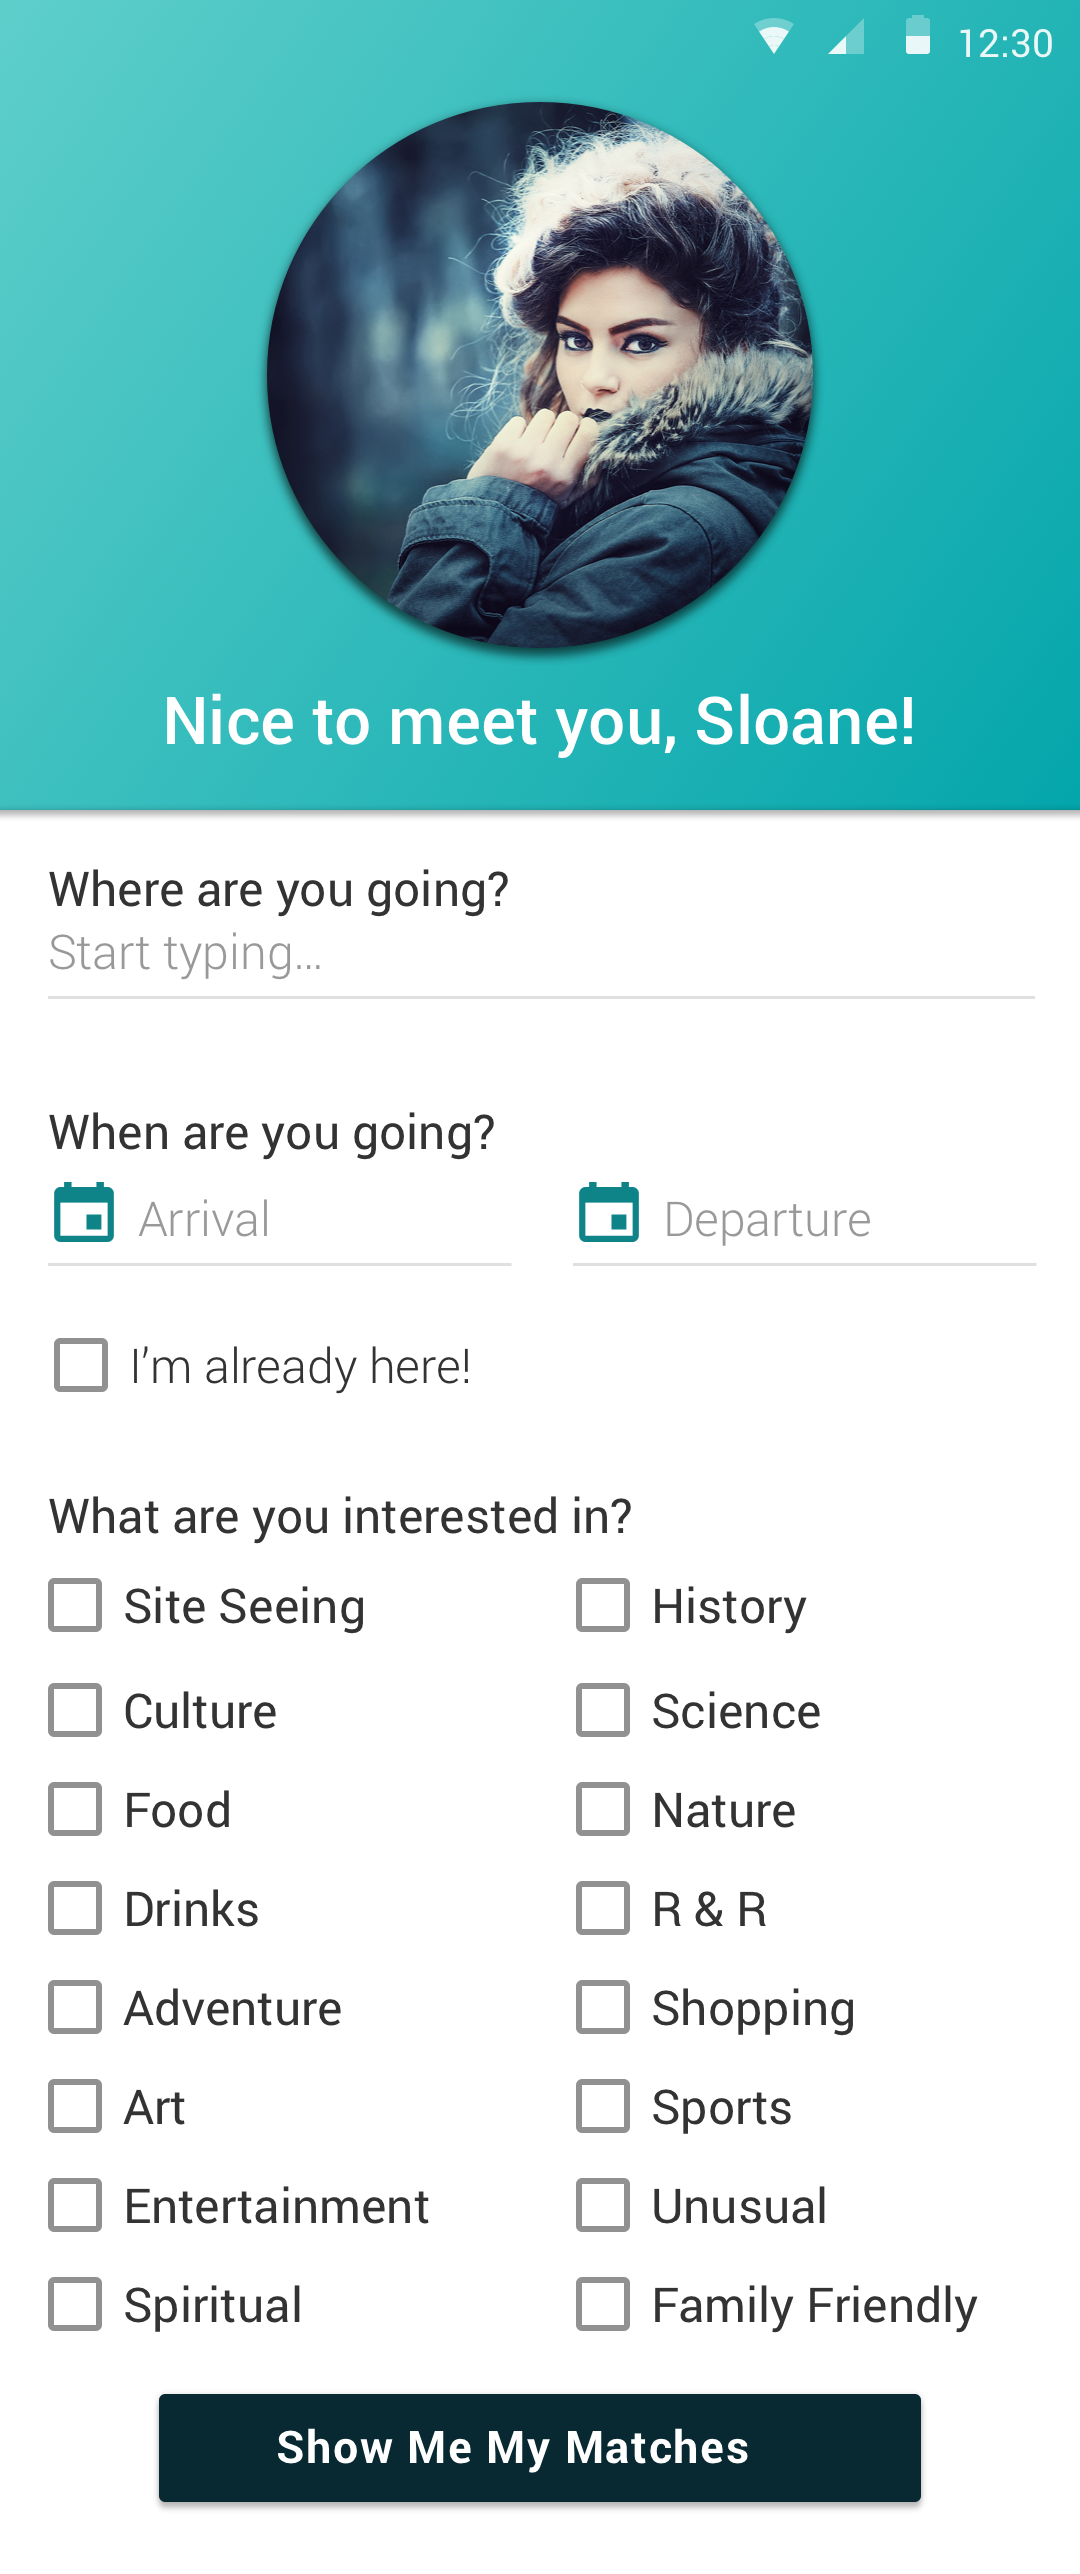 12:30
Nice to meet you, Sloane!
Where are you going?
Start typing...
When are you going?
Arrival Departure
I'm already here!
What are you interested in?
Site Seeing History
Culture Science
Food Nature
Drinks R & R
Adventure Shopping
Art Sports
Entertainment Unusual
Spiritual Family Friendly
Show Me My Matches